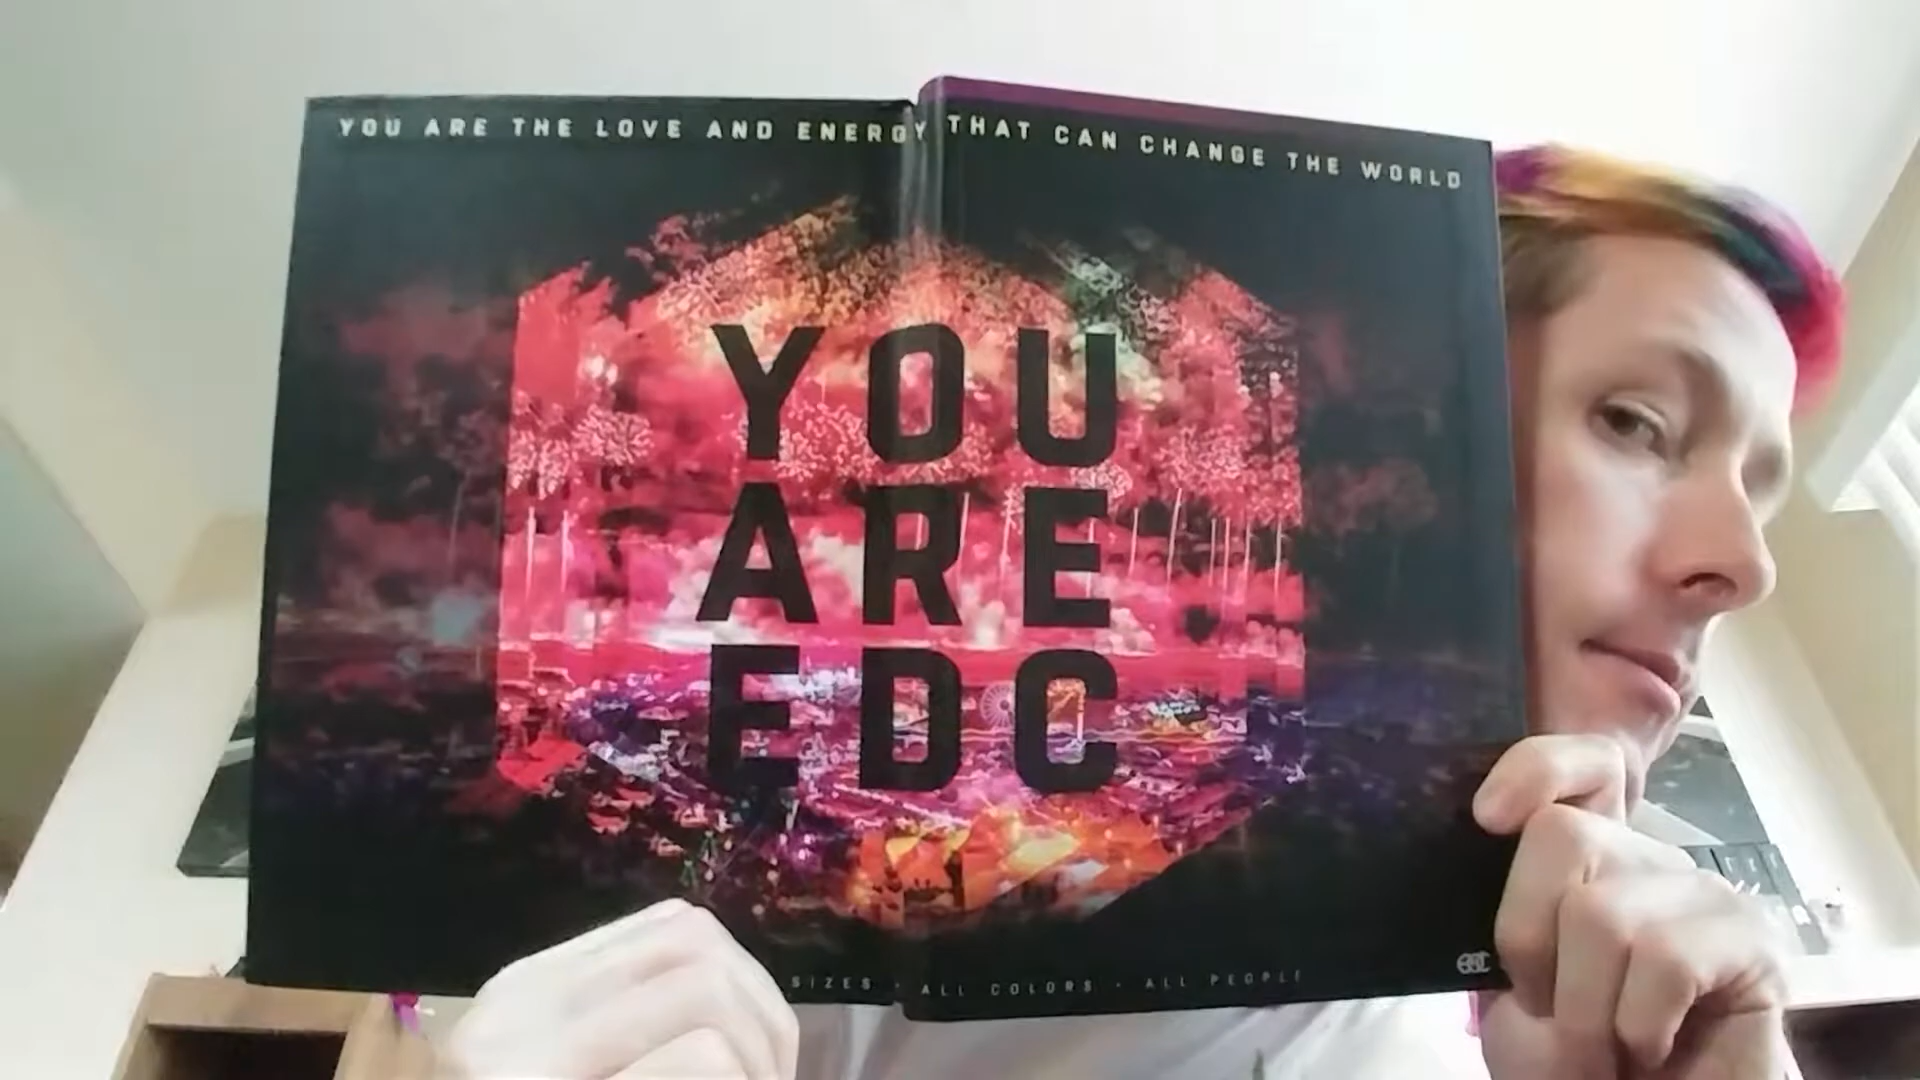 YOU ARE THE LOVE AND ENERGY THAT CAN CHANGE THE WORLD
YOU
ARE
EDC
SIZES · ALL COLORS · ALL PEOPLE